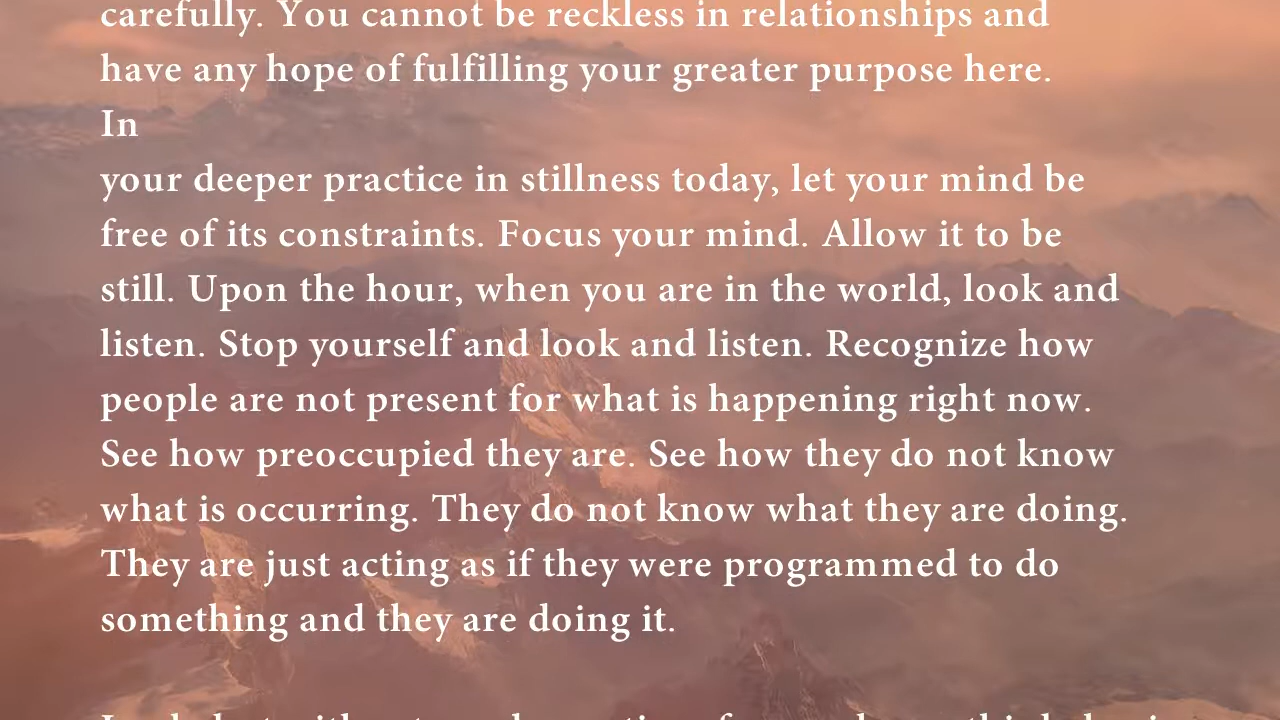 carefully. You cannot be reckless in relationships and
have any hope of fulfilling your greater purpose here.
In
your deeper practice in stillness today, let your mind be
free of its constraints. Focus your mind. Allow it to be
still. Upon the hour, when you are in the world, look and
listen. Stop yourself and look and listen. Recognize how
people are not present for what is happening right now.
See how preoccupied they are. See how they do not know
what is occurring. They do not know what they are doing.
They are just acting as if they were programmed to do
something and they are doing it.